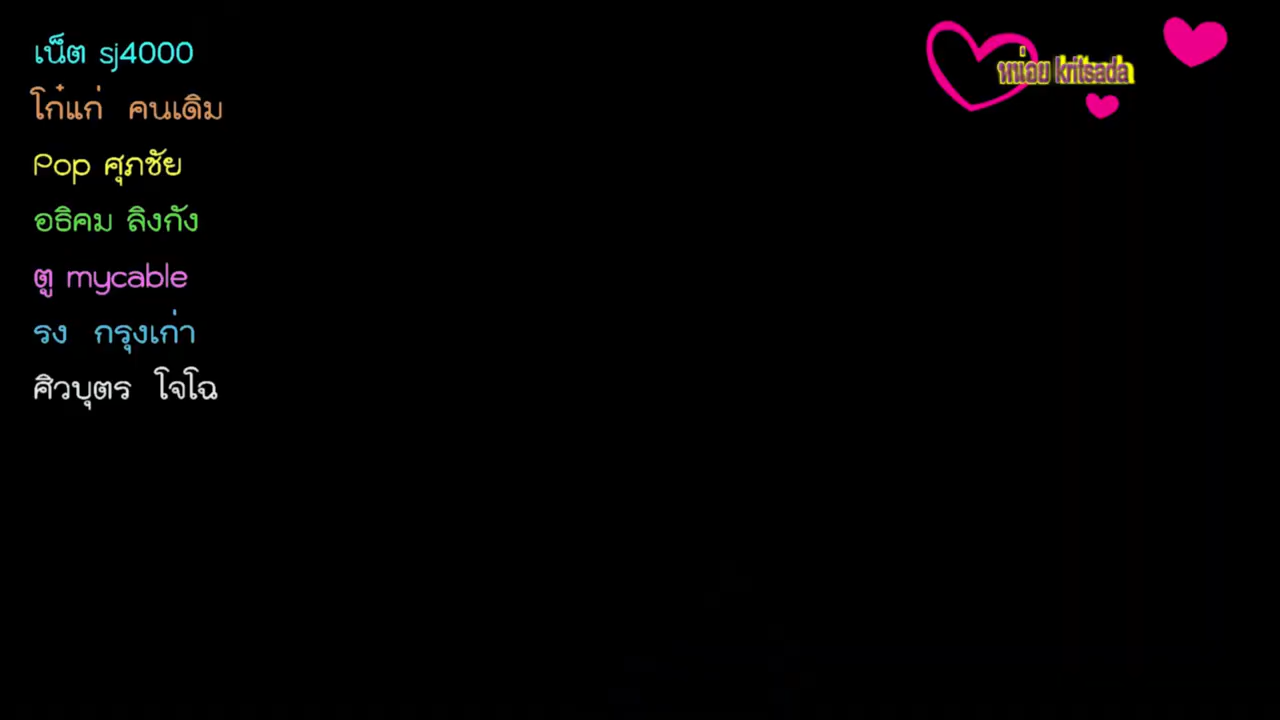 เน็ต sj4000
หน่อย kritsada
โก๋แก่ คนเดิม
Pop ศุภชัย
อธิคม ลิงกัง
ตู mycable
รง กรุงเก่า
ศิวบุตร โจโฉ